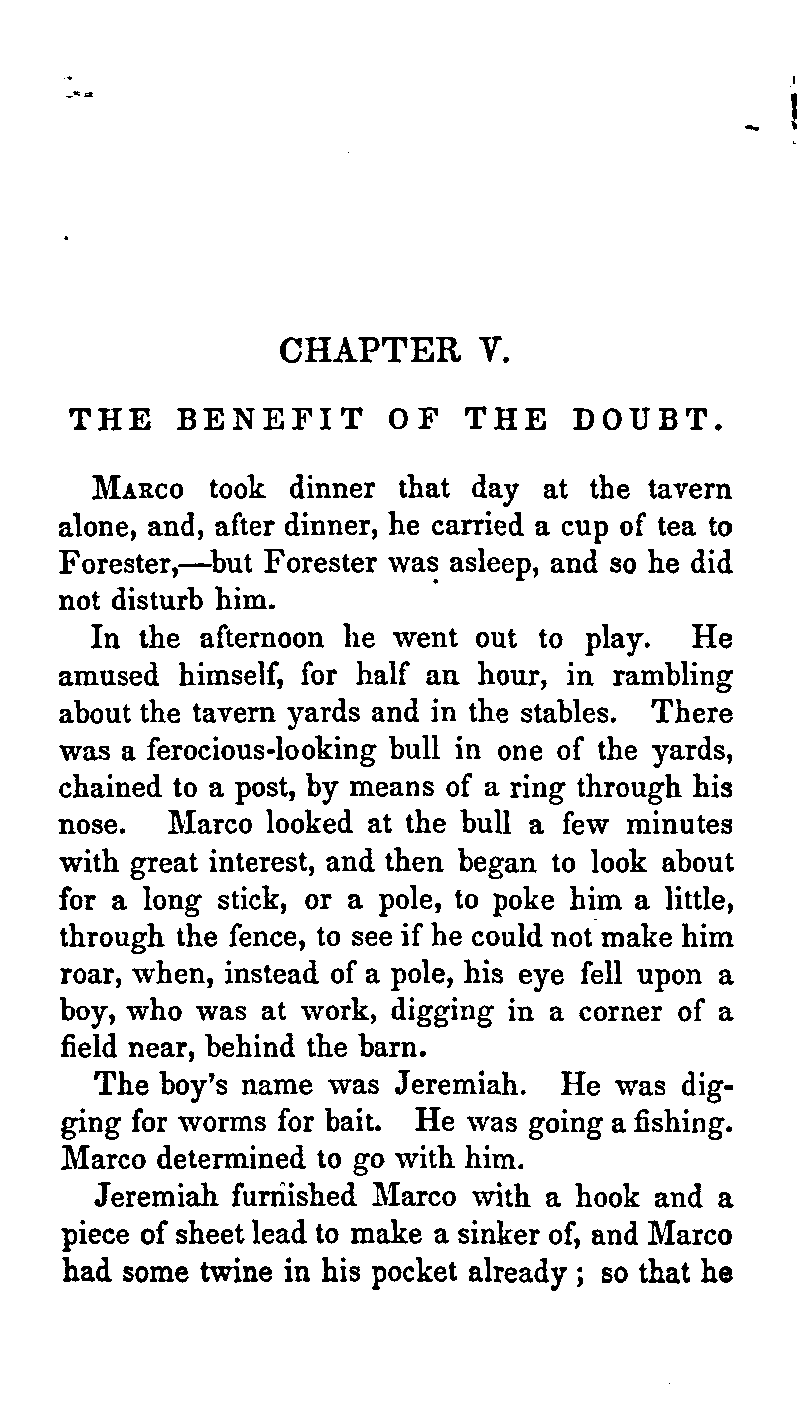 CHAPTER V.
THE BENEFIT OF THE DOUBT.
MARCO took dinner that day at the tavern
alone, and, after dinner, he carried a cup of tea to
Forester,—but Forester was asleep, and so he did
not disturb him.
In the afternoon he went out to play. He
amused himself, for half an hour, in rambling
about the tavern yards and in the stables. There
was a ferocious-looking bull in one of the yards,
chained to a post, by means of a ring through his
nose. Marco looked at the bull a few minutes
with great interest, and then began to look about
for a long stick, or a pole, to poke him a little,
through the fence, to see if he could not make him
roar, when, instead of a pole, his eye fell upon a
boy, who was at work, digging in a corner of a
field near, behind the barn.
The boy's name was Jeremiah. He was dig-
ging for worms for bait. He was going a fishing.
Marco determined to go with him.
Jeremiah furnished Marco with a hook and a
piece of sheet lead to make a sinker of, and Marco
had some twine in his pocket already; so that he